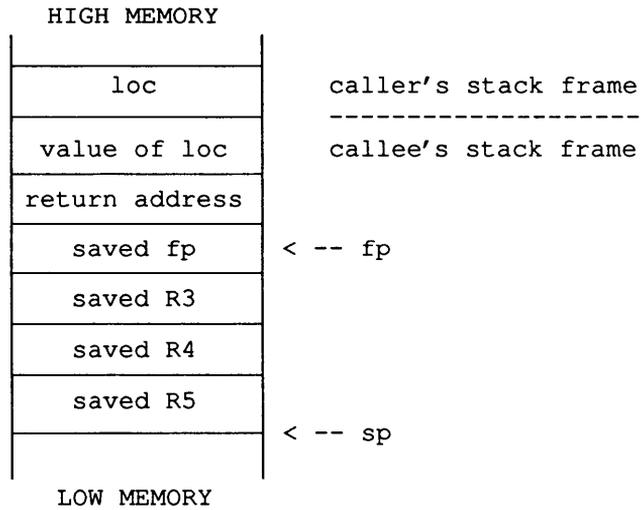 HIGH MEMORY
loc caller's stack frame
--------------------
value of loc callee's stack frame
return address
saved fp < -- fp
saved R3
saved R4
saved R5
< -- sp
LOW MEMORY